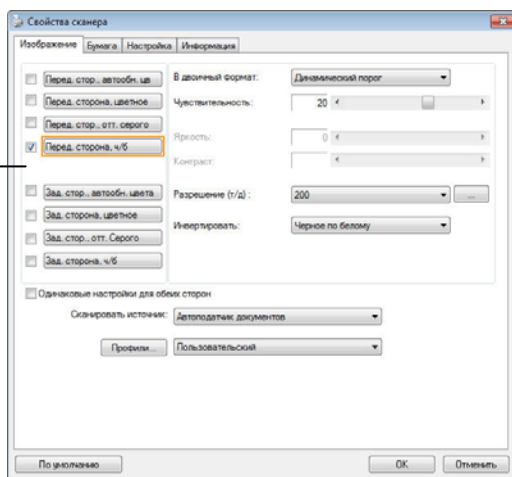 Свойства сканера
Изображение Бумага Настройка Информация
Перед. стор., автообн. цв
Перед. сторона, цветное
Перед. стор., отт. серого
Перед. сторона, ч/б
Зад. стор., автообн. цвета
Зад. сторона, цветное
Зад. стор., отт. Серого
Зад. сторона, ч/б
В двоичный формат: Динамический порог
Чувствительность: 20
Яркость: 0
Контраст:
Разрешение (т/д) : 200 ...
Инвертировать: Черное по белому
Одинаковые настройки для обеих сторон
Сканировать источник: Автоподатчик документов
Профили... Пользовательский
По умолчанию OK Отменить